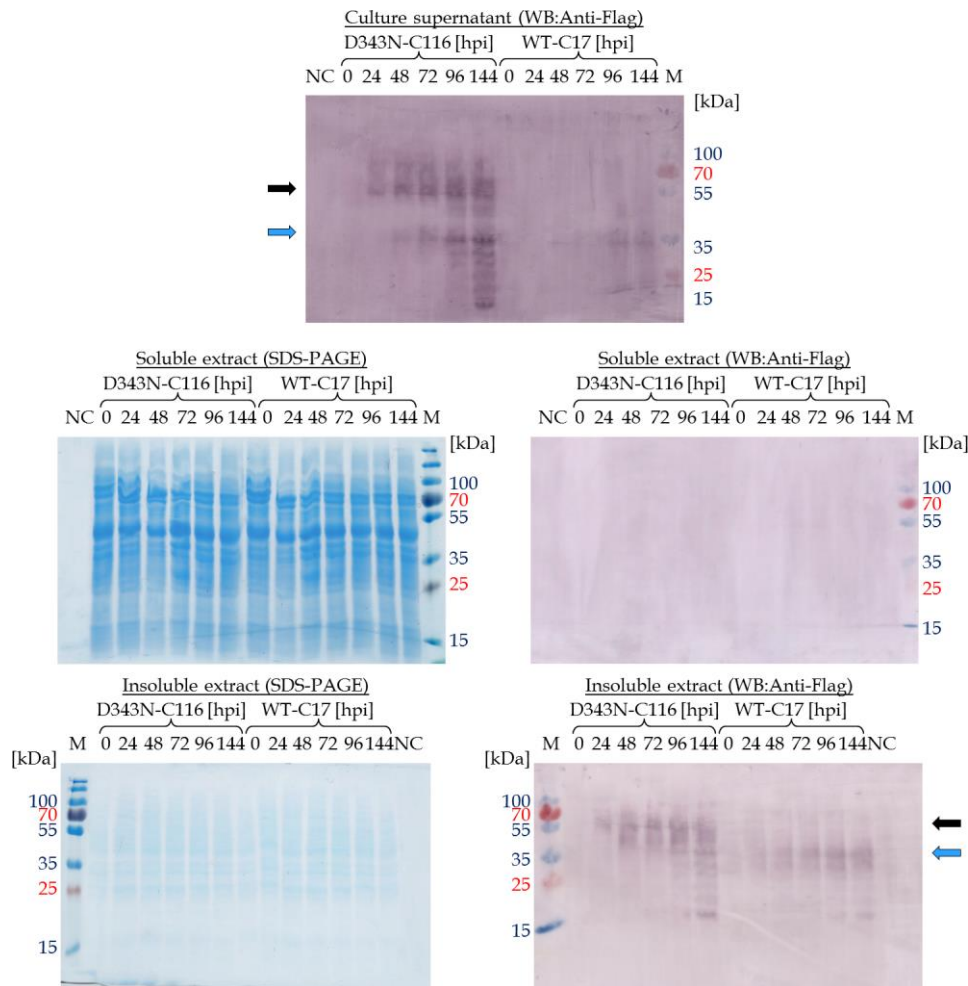 Culture supernatant (WB:Anti-Flag)
D343N-C116 [hpi] WT-C17 [hpi]
NC 0 24 48 72 96 144 0 24 48 72 96 144 M
[kDa]
100
70
55
35
25
15
Soluble extract (SDS-PAGE)
D343N-C116 [hpi] WT-C17 [hpi]
NC 0 24 48 72 96 144 0 24 48 72 96 144 M
[kDa]
100
70
55
35
25
15
Soluble extract (WB:Anti-Flag)
D343N-C116 [hpi] WT-C17 [hpi]
NC 0 24 48 72 96 144 0 24 48 72 96 144 M
[kDa]
100
70
55
35
25
15
Insoluble extract (SDS-PAGE)
D343N-C116 [hpi] WT-C17 [hpi]
M 0 24 48 72 96 144 0 24 48 72 96 144 NC
[kDa]
100
70
55
35
25
15
Insoluble extract (WB:Anti-Flag)
D343N-C116 [hpi] WT-C17 [hpi]
M 0 24 48 72 96 144 0 24 48 72 96 144 NC
[kDa]
100
70
55
35
25
15